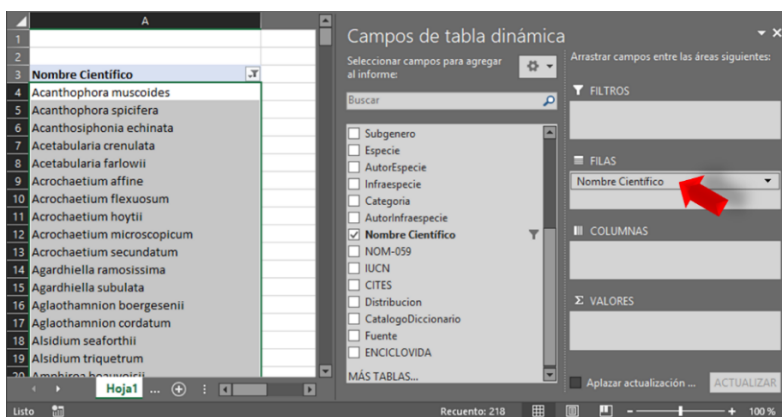 A
1
2
3 Nombre Científico
4 Acanthophora muscoides
5 Acanthophora spicifera
6 Acanthosiphonia echinata
7 Acetabularia crenulata
8 Acetabularia farlowii
9 Acrochaetium affine
10 Acrochaetium flexuosum
11 Acrochaetium hoytii
12 Acrochaetium microscopicum
13 Acrochaetium secundatum
14 Agardhiella ramosissima
15 Agardhiella subulata
16 Aglaothamnion boergesenii
17 Aglaothamnion cordatum
18 Alsidium seaforthii
19 Alsidium triquetrum
20 Amphiroa beauvoisii
Hoja1 ...
Listo
Recuento: 218
100 %
Campos de tabla dinámica
Seleccionar campos para agregar
al informe:
Buscar
Subgenero
Especie
AutorEspecie
Infraespecie
Categoria
AutorInfraespecie
Nombre Científico
NOM-059
IUCN
CITES
Distribucion
CatalogoDiccionario
Fuente
ENCICLOVIDA
MÁS TABLAS...
Arrastrar campos entre las áreas siguientes:
FILTROS
FILAS
Nombre Científico
COLUMNAS
Σ VALORES
Aplazar actualización ...
ACTUALIZAR